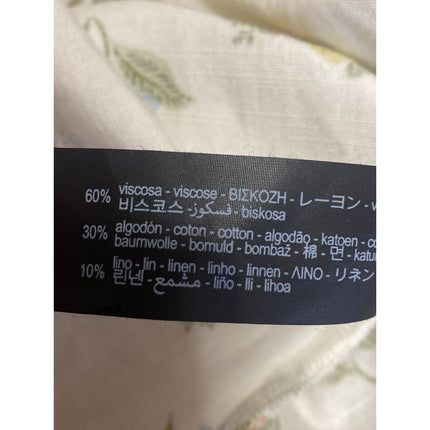 60% viscosa - viscose - ΒΙΣΚΟΖΗ - レーヨン - v
비스코스 - فسكوز - biskosa
30% algodón - coton - cotton - algodão - katoen - co
baumwolle - bomuld - bombaž - 棉 - 면 - katu
10% lino - lin - linen - linho - linnen - ΛΙΝΟ - リネン
린넨 - مشمع - liño - lli - lihoa